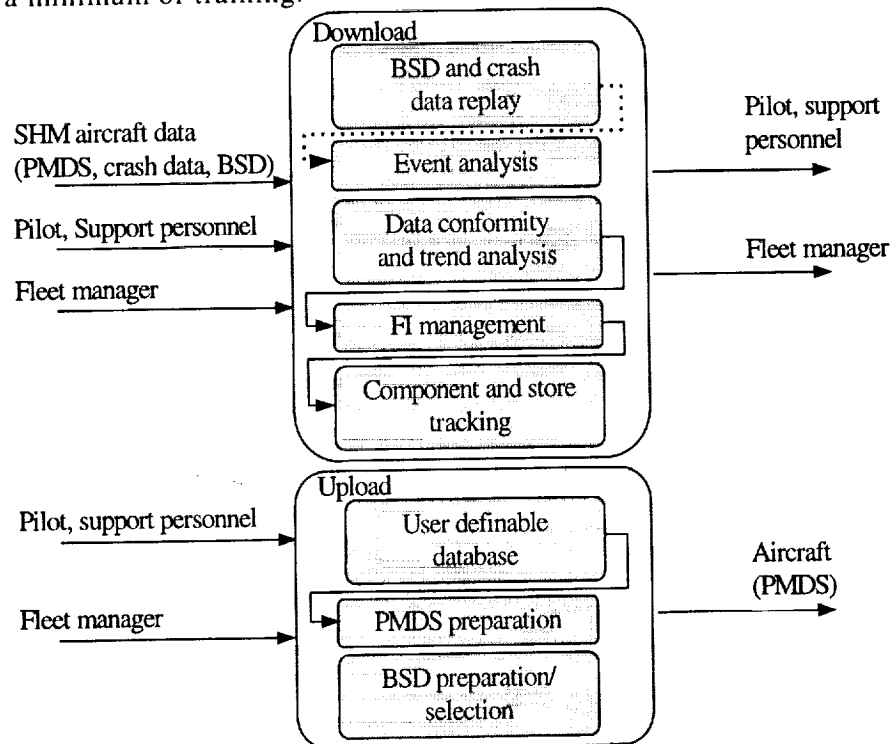 a minimum of training.
Download
BSD and crash
data replay
SHM aircraft data
(PMDS, crash data, BSD)
Event analysis
Pilot, support
personnel
Pilot, Support personnel
Data conformity
and trend analysis
Fleet manager
Fleet manager
FI management
Component and store
tracking
Upload
Pilot, support personnel
User definable
database
Aircraft
(PMDS)
Fleet manager
PMDS preparation
BSD preparation/
selection